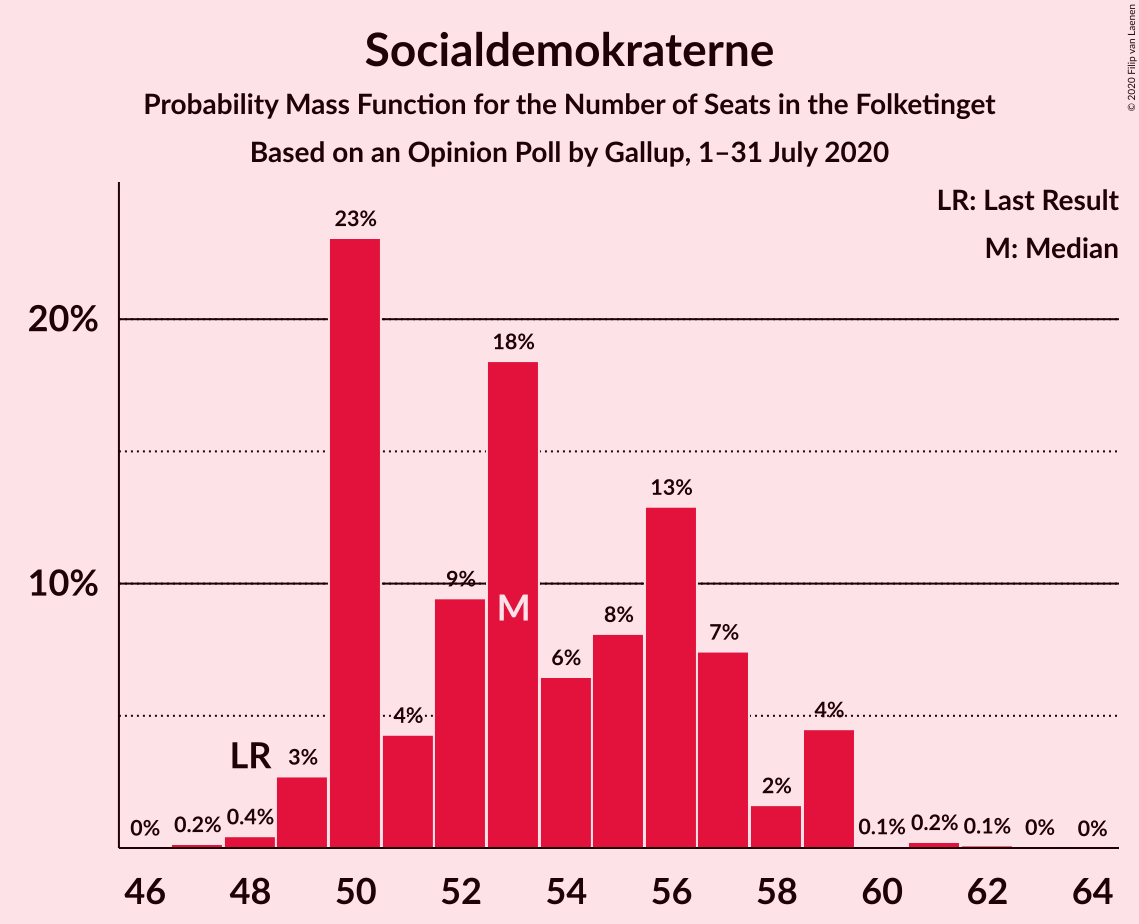 Socialdemokraterne
Probability Mass Function for the Number of Seats in the Folketinget
Based on an Opinion Poll by Gallup, 1–31 July 2020
© 2020 Filip van Laenen
LR: Last Result
M: Median
20%
10%
0%
0.2%
0.4%
LR
3%
23%
4%
9%
18%
M
6%
8%
13%
7%
2%
4%
0.1%
0.2%
0.1%
0%
0%
46 48 50 52 54 56 58 60 62 64